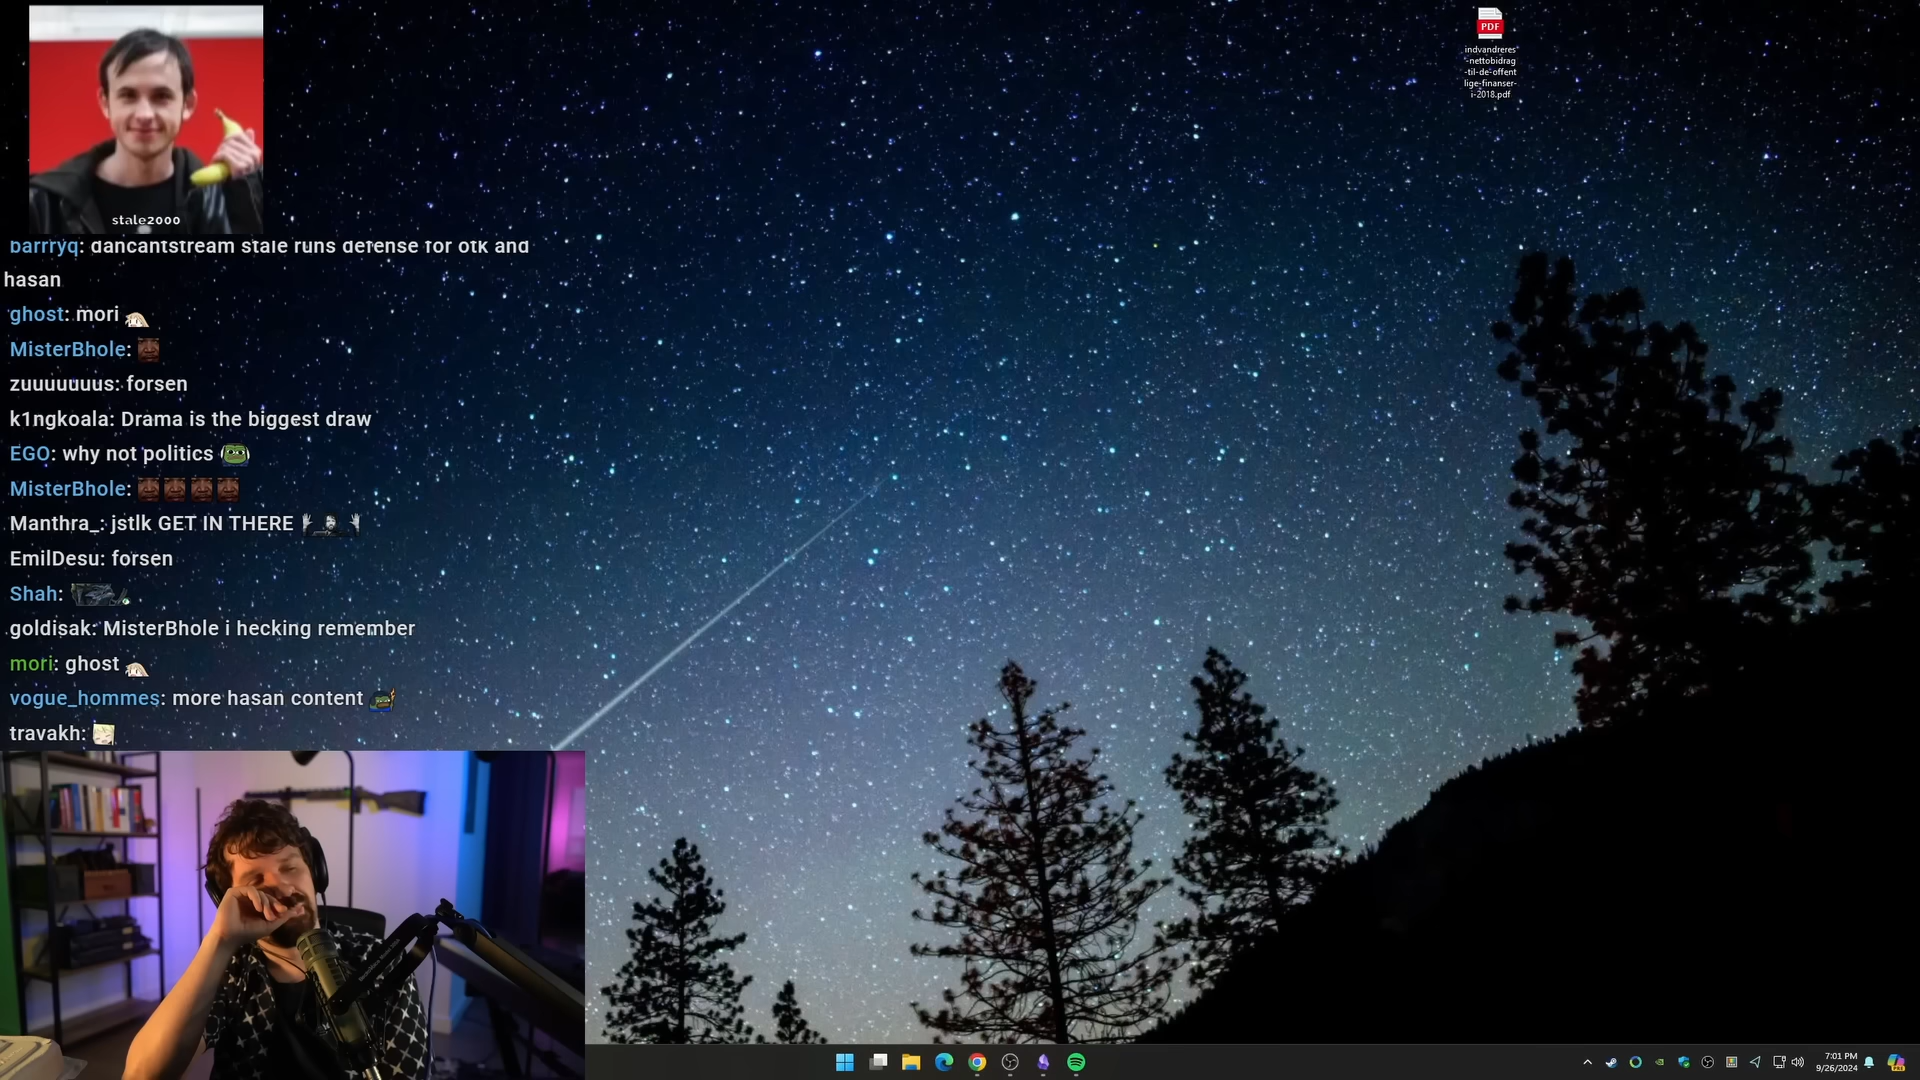 stale2000
barrryq: dancantstream stale runs defense for otk and
hasan
ghost: mori
MisterBhole:
zuuuuuuus: forsen
k1ngkoala: Drama is the biggest draw
EGO: why not politics
MisterBhole:
Manthra_: jstlk GET IN THERE
EmilDesu: forsen
Shah:
goldisak: MisterBhole i hecking remember
mori: ghost
vogue_hommes: more hasan content
travakh:
PDF
indvandreres
-nettobidrag
-til-de-offent
lige-finanser-
i-2018.pdf
7:01 PM
9/26/2024